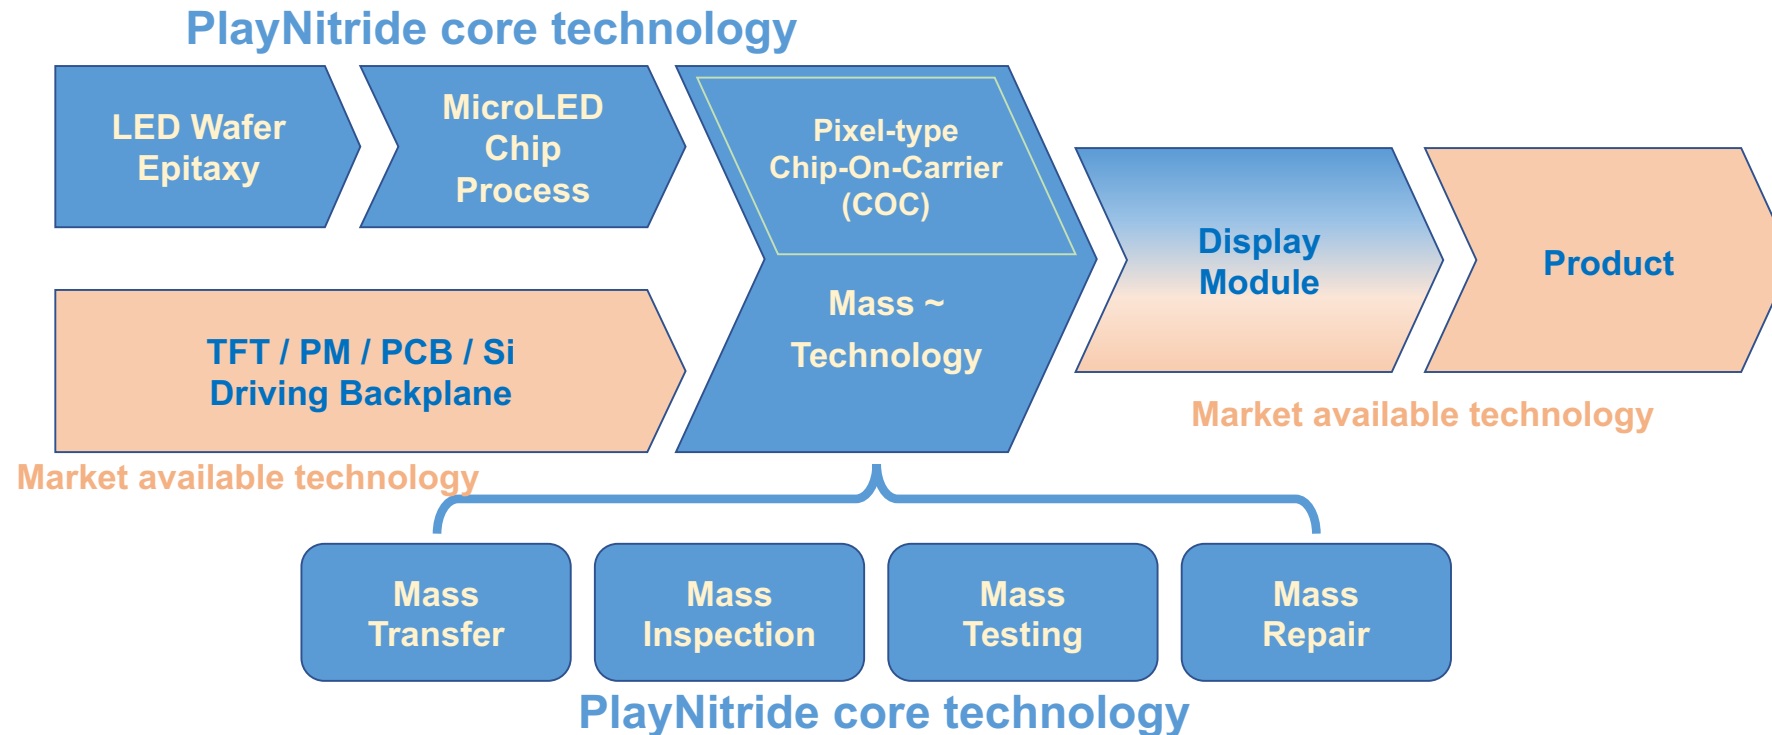 PlayNitride core technology
LED Wafer
Epitaxy
MicroLED
Chip
Process
Pixel-type
Chip-On-Carrier
(COC)
Mass ~
Technology
TFT / PM / PCB / Si
Driving Backplane
Market available technology
Display
Module
Product
Market available technology
Mass
Transfer
Mass
Inspection
Mass
Testing
Mass
Repair
PlayNitride core technology